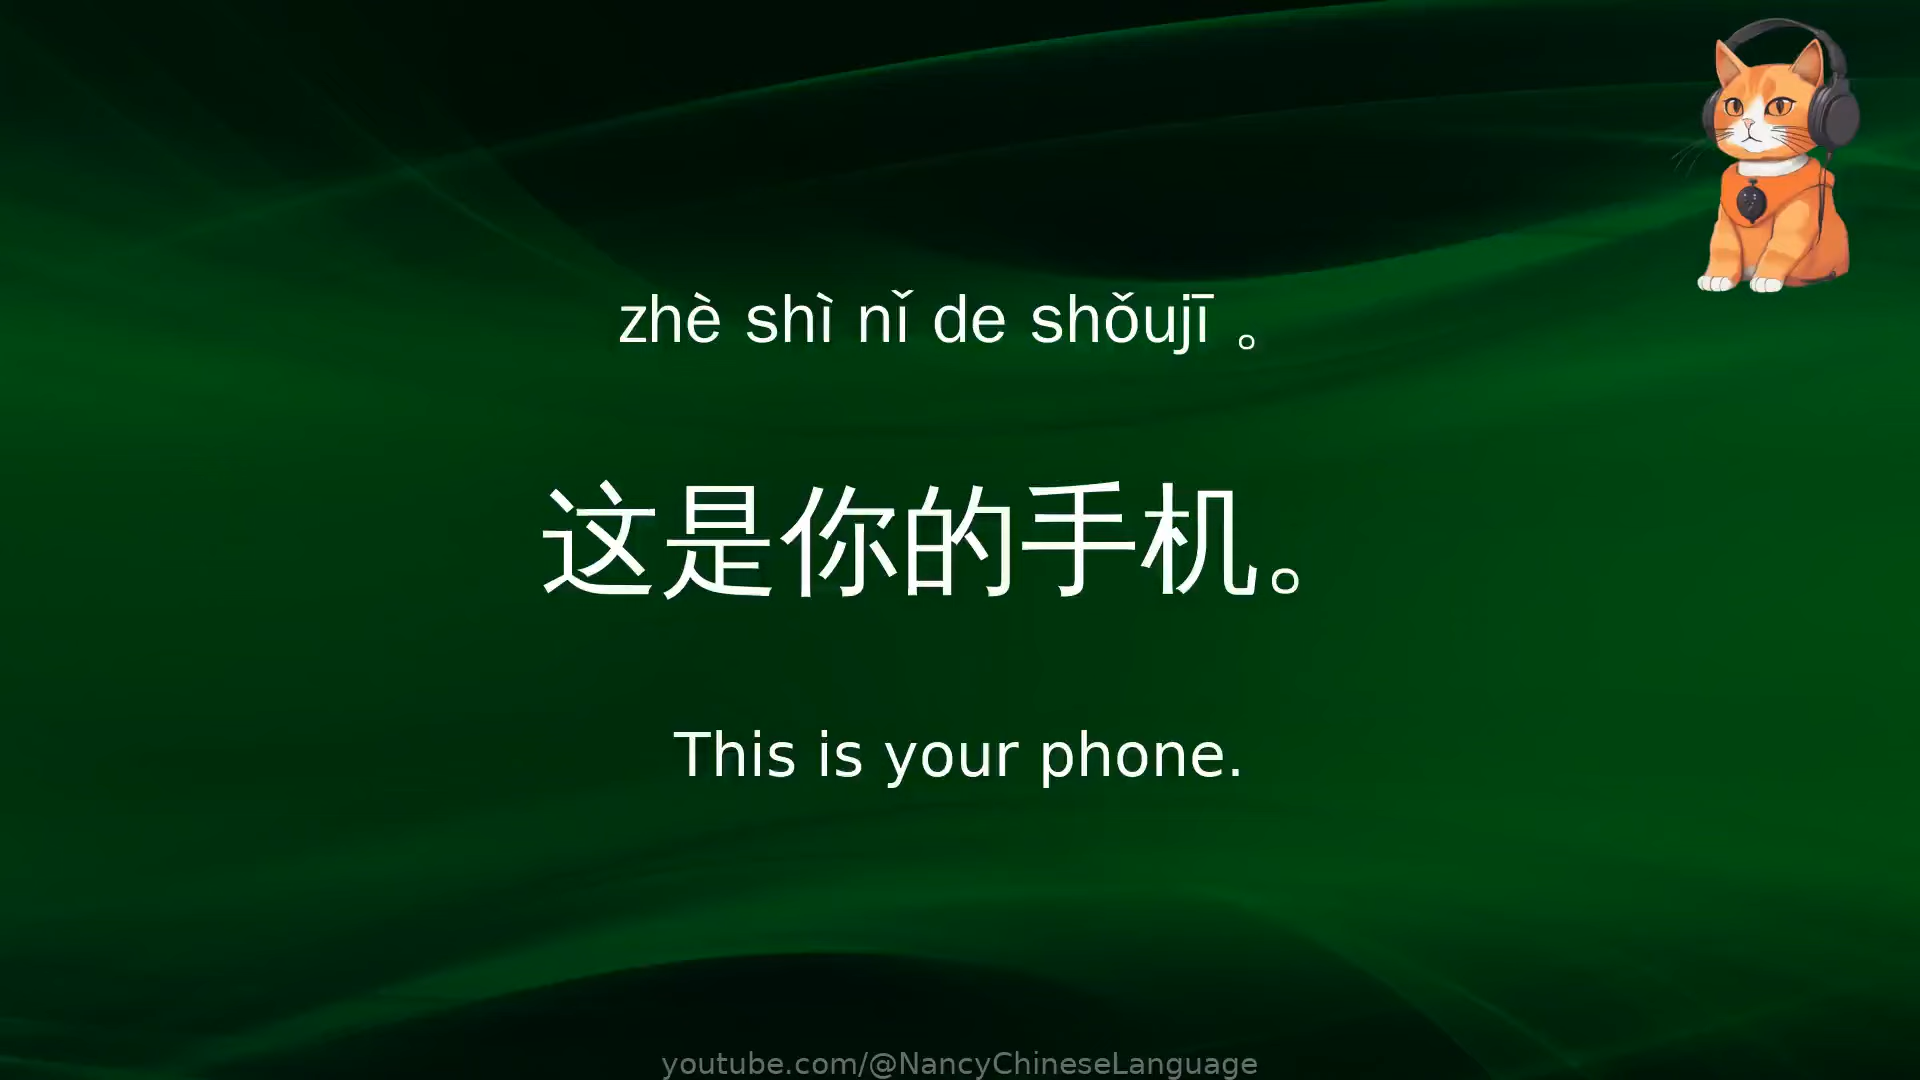 zhè shì nǐ de shǒujī 。
这是你的手机。
This is your phone.
youtube.com/@NancyChineseLanguage